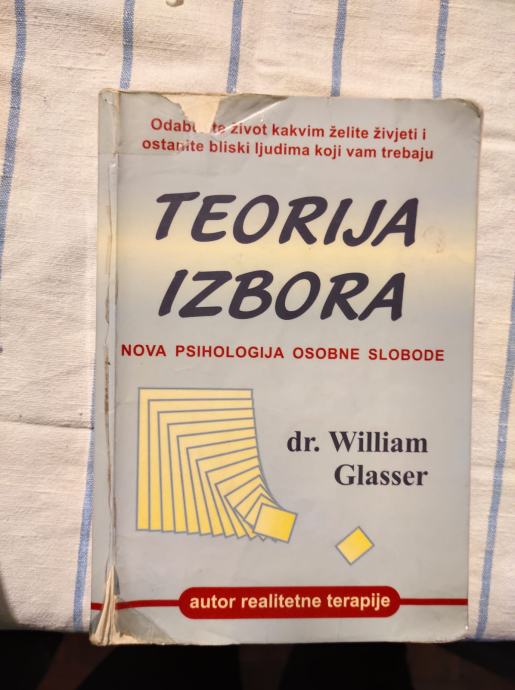 život kakvim želite živjeti i
ostanite bliski ljudima koji vam trebaju
TEORIJA
IZBORA
NOVA PSIHOLOGIJA OSOBNE SLOBODE
dr. William
Glasser
autor realitetne terapije